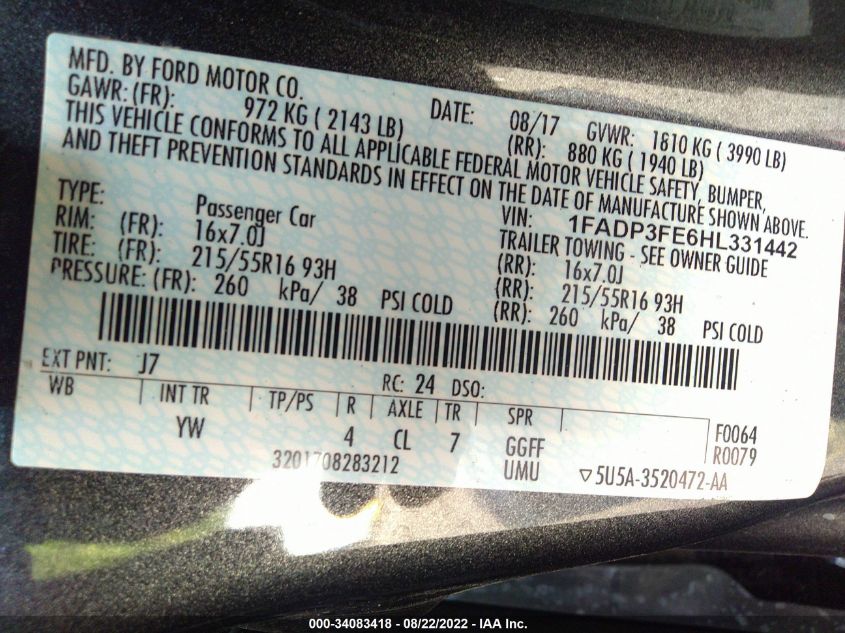 MFD. BY FORD MOTOR CO.
DATE: 08/17 GVWR: 1810 KG ( 3990 LB)
GAWR: (FR): 972 KG ( 2143 LB) (RR): 880 KG ( 1940 LB)
THIS VEHICLE CONFORMS TO ALL APPLICABLE FEDERAL MOTOR VEHICLE SAFETY, BUMPER,
AND THEFT PREVENTION STANDARDS IN EFFECT ON THE DATE OF MANUFACTURE SHOWN ABOVE.
VIN: 1FADP3FE6HL331442
TYPE: Passenger Car TRAILER TOWING - SEE OWNER GUIDE
RIM: (FR): 16x7.0J (RR): 16x7.0J
TIRE: (FR): 215/55R16 93H (RR): 215/55R16 93H
PRESSURE: (FR): 260 kPa/ 38 PSI COLD (RR): 260 kPa/ 38 PSI COLD
EXT PNT: J7 RC: 24 DSO:
WB INT TR TP/PS R AXLE TR SPR
YW 4 CL 7 GGFF F0064
UMU R0079
3201708283212 5U5A-3520472-AA
000-34083418 - 08/22/2022 - IAA Inc.